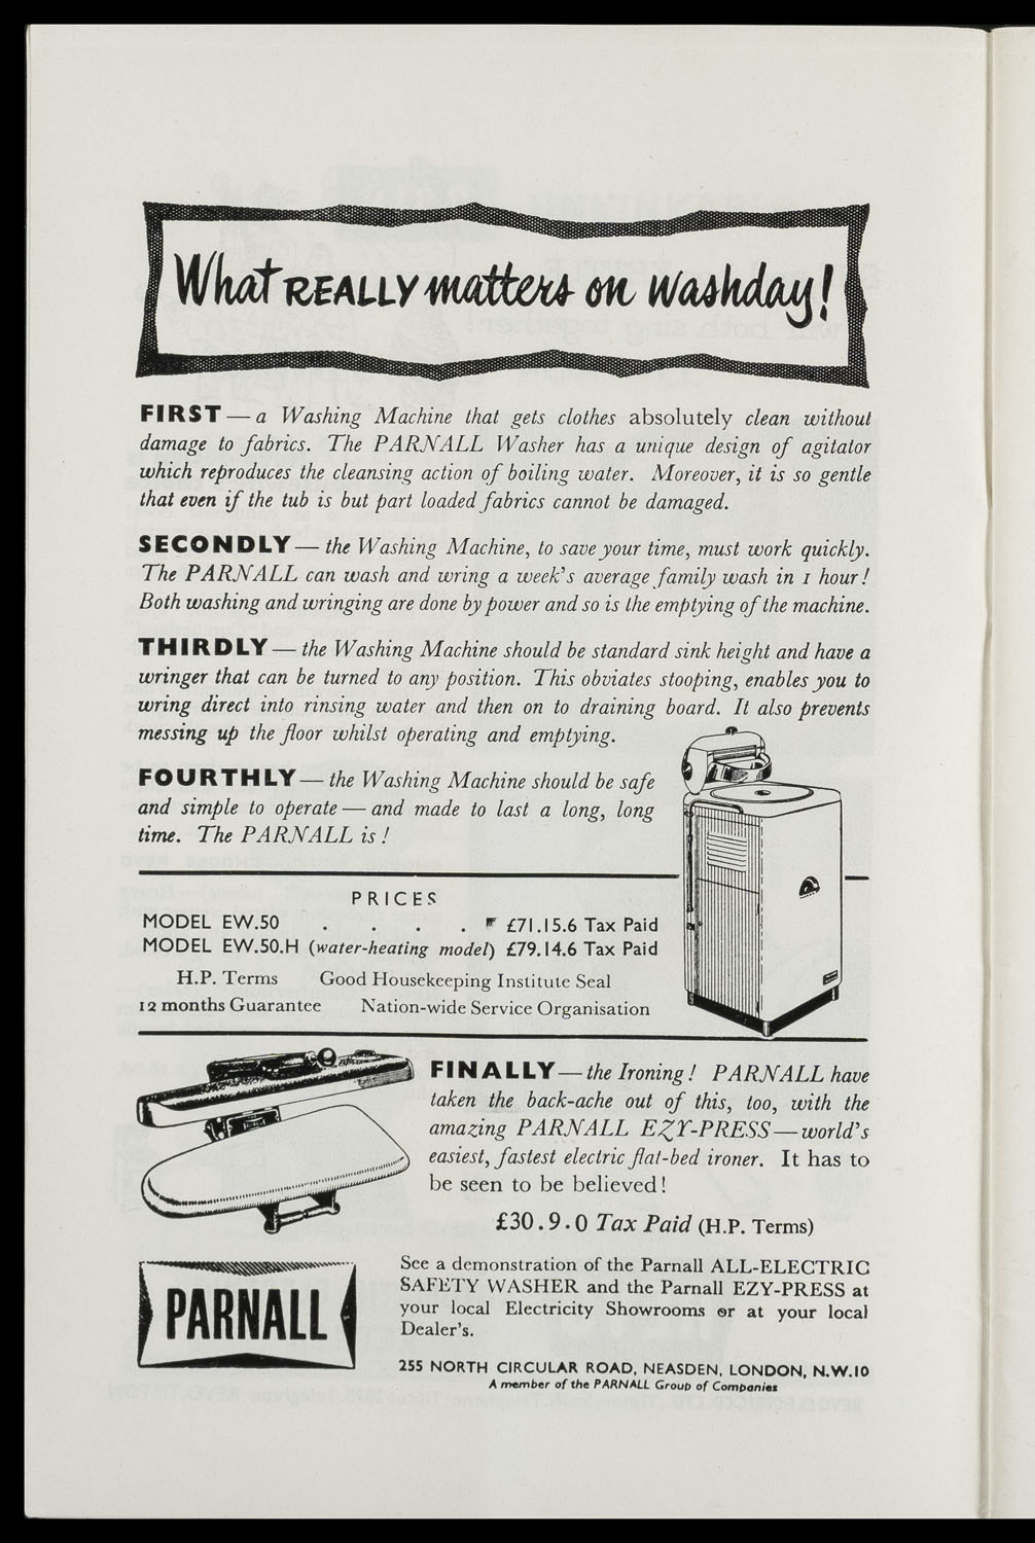 What REALLY matters on washday!
FIRST — a Washing Machine that gets clothes absolutely clean without
damage to fabrics. The PARNALL Washer has a unique design of agitator
which reproduces the cleansing action of boiling water. Moreover, it is so gentle
that even if the tub is but part loaded fabrics cannot be damaged.
SECONDLY — the Washing Machine, to save your time, must work quickly.
The PARNALL can wash and wring a week's average family wash in 1 hour!
Both washing and wringing are done by power and so is the emptying of the machine.
THIRDLY — the Washing Machine should be standard sink height and have a
wringer that can be turned to any position. This obviates stooping, enables you to
wring direct into rinsing water and then on to draining board. It also prevents
messing up the floor whilst operating and emptying.
FOURTHLY — the Washing Machine should be safe
and simple to operate — and made to last a long, long
time. The PARNALL is!
PRICES
MODEL EW.50 . . . . £71.15.6 Tax Paid
MODEL EW.50.H (water-heating model) £79.14.6 Tax Paid
H.P. Terms Good Housekeeping Institute Seal
12 months Guarantee Nation-wide Service Organisation
FINALLY — the Ironing! PARNALL have
taken the back-ache out of this, too, with the
amazing PARNALL EZY-PRESS — world's
easiest, fastest electric flat-bed ironer. It has to
be seen to be believed!
£30.9.0 Tax Paid (H.P. Terms)
PARNALL
See a demonstration of the Parnall ALL-ELECTRIC
SAFETY WASHER and the Parnall EZY-PRESS at
your local Electricity Showrooms or at your local
Dealer's.
255 NORTH CIRCULAR ROAD, NEASDEN, LONDON, N.W.10
A member of the PARNALL Group of Companies